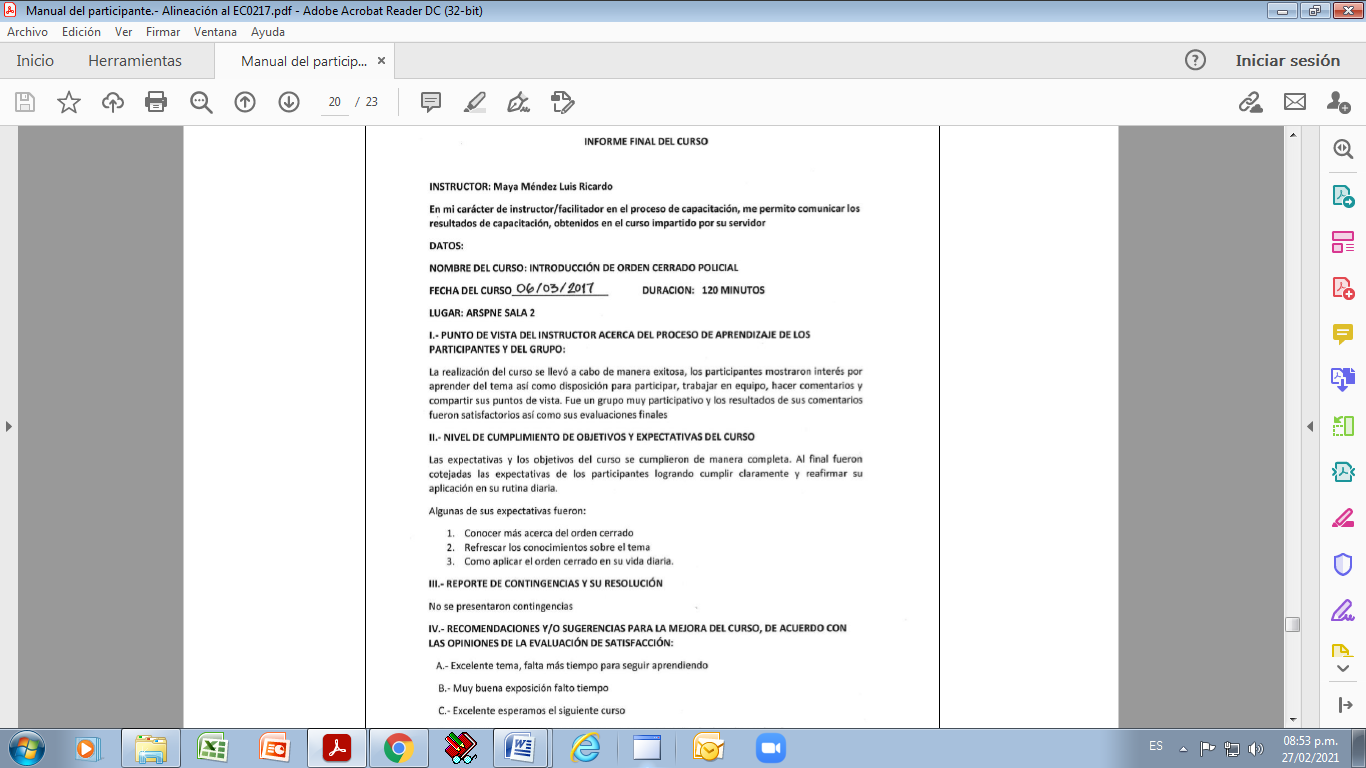 Manual del participante.- Alineación al EC0217.pdf - Adobe Acrobat Reader DC (32-bit)
Archivo Edición Ver Firmar Ventana Ayuda
Inicio Herramientas Manual del particip... × Iniciar sesión
20 / 23
INFORME FINAL DEL CURSO
INSTRUCTOR: Maya Méndez Luis Ricardo
En mi carácter de instructor/facilitador en el proceso de capacitación, me permito comunicar los
resultados de capacitación, obtenidos en el curso impartido por su servidor
DATOS:
NOMBRE DEL CURSO: INTRODUCCIÓN DE ORDEN CERRADO POLICIAL
FECHA DEL CURSO 06/03/2017 DURACION: 120 MINUTOS
LUGAR: ARSPNE SALA 2
I.- PUNTO DE VISTA DEL INSTRUCTOR ACERCA DEL PROCESO DE APRENDIZAJE DE LOS
PARTICIPANTES Y DEL GRUPO:
La realización del curso se llevó a cabo de manera exitosa, los participantes mostraron interés por
aprender del tema así como disposición para participar, trabajar en equipo, hacer comentarios y
compartir sus puntos de vista. Fue un grupo muy participativo y los resultados de sus comentarios
fueron satisfactorios así como sus evaluaciones finales
II.- NIVEL DE CUMPLIMIENTO DE OBJETIVOS Y EXPECTATIVAS DEL CURSO
Las expectativas y los objetivos del curso se cumplieron de manera completa. Al final fueron
cotejadas las expectativas de los participantes logrando cumplir claramente y reafirmar su
aplicación en su rutina diaria.
Algunas de sus expectativas fueron:
1. Conocer más acerca del orden cerrado
2. Refrescar los conocimientos sobre el tema
3. Como aplicar el orden cerrado en su vida diaria.
III.- REPORTE DE CONTINGENCIAS Y SU RESOLUCIÓN
No se presentaron contingencias
IV.- RECOMENDACIONES Y/O SUGERENCIAS PARA LA MEJORA DEL CURSO, DE ACUERDO CON
LAS OPINIONES DE LA EVALUACIÓN DE SATISFACCIÓN:
A.- Excelente tema, falta más tiempo para seguir aprendiendo
B.- Muy buena exposición falto tiempo
C.- Excelente esperamos el siguiente curso
ES 08:53 p.m.
27/02/2021